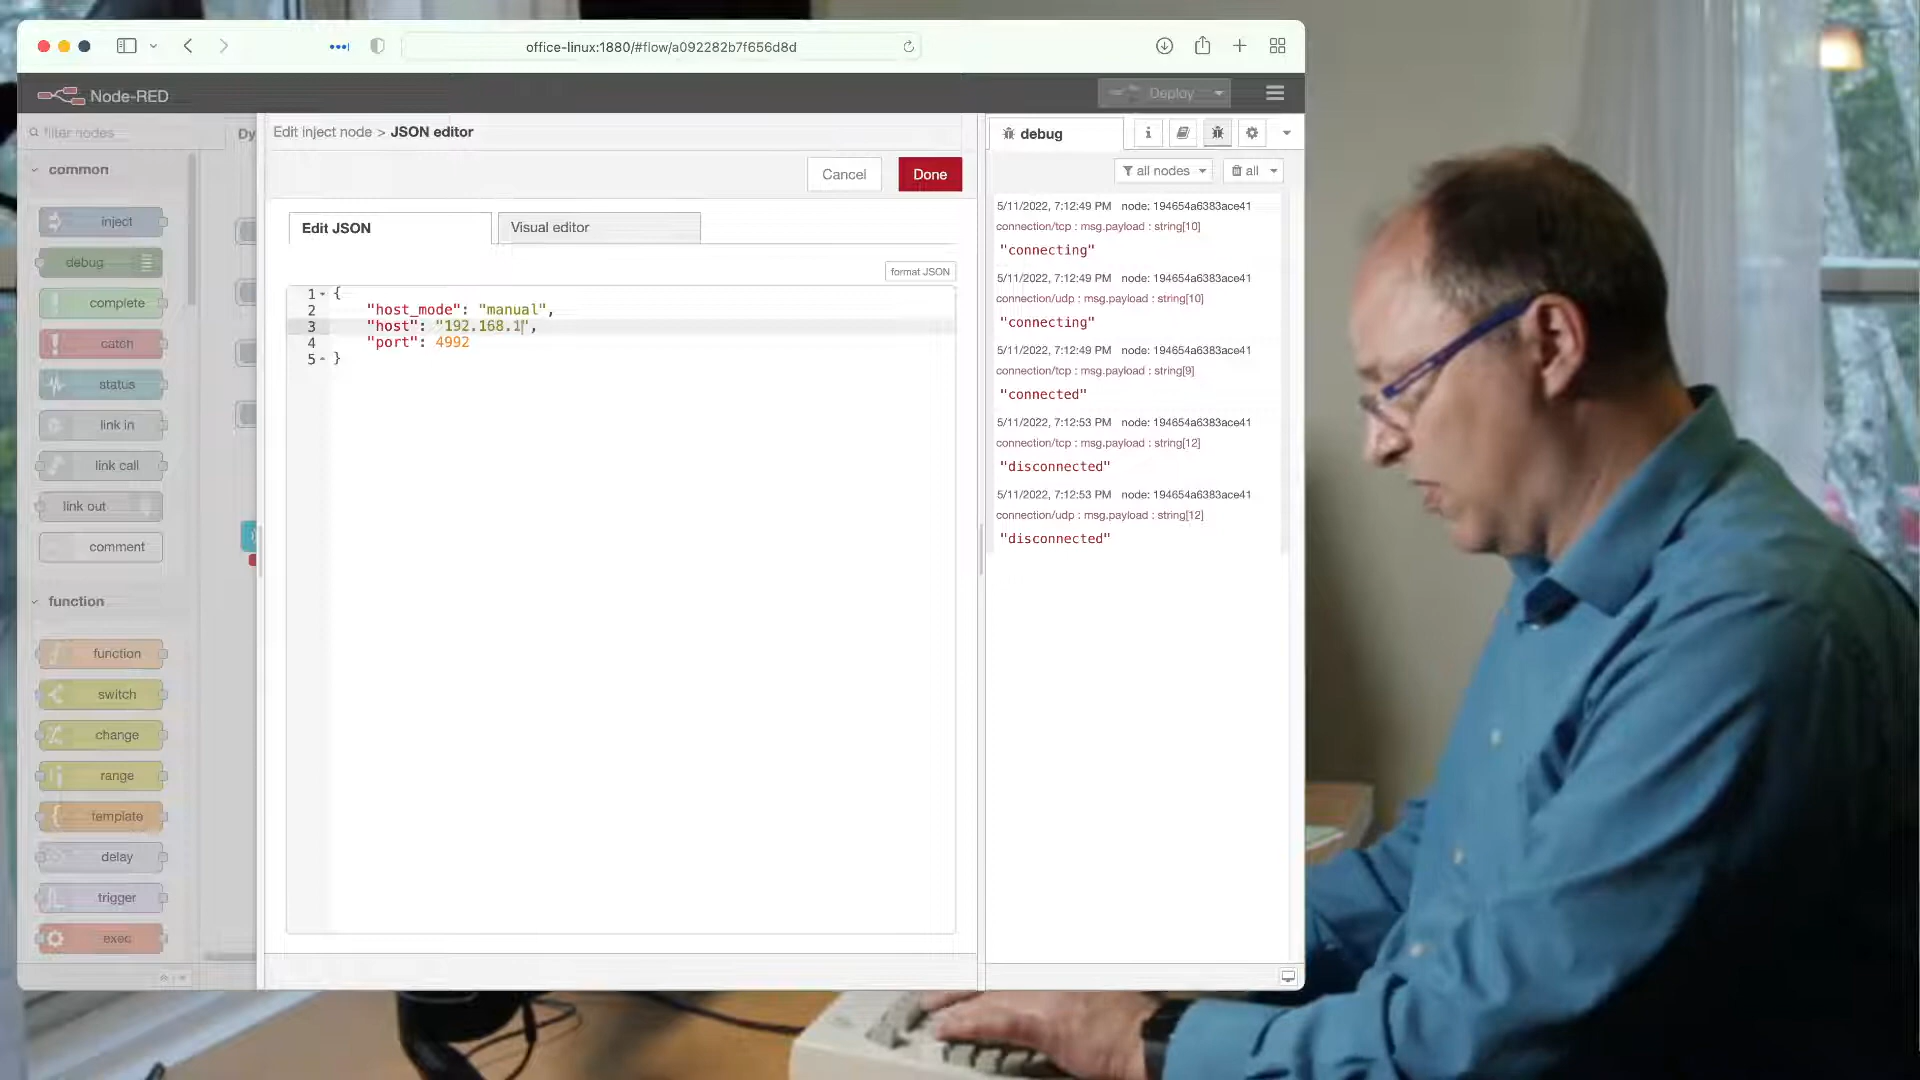 office-linux:1880/#flow/a092282b7f656d8d
Node-RED
Deploy
filter nodes
Dy
Edit inject node > JSON editor
debug
i
common
Cancel
Done
all nodes
all
inject
debug
complete
catch
status
link in
link call
link out
comment
function
function
switch
change
range
template
delay
trigger
exec
Edit JSON
Visual editor
format JSON
1 {
2 "host_mode": "manual",
3 "host": "192.168.1",
4 "port": 4992
5 }
5/11/2022, 7:12:49 PM node: 194654a6383ace41
connection/tcp : msg.payload : string[10]
"connecting"
5/11/2022, 7:12:49 PM node: 194654a6383ace41
connection/udp : msg.payload : string[10]
"connecting"
5/11/2022, 7:12:49 PM node: 194654a6383ace41
connection/tcp : msg.payload : string[9]
"connected"
5/11/2022, 7:12:53 PM node: 194654a6383ace41
connection/tcp : msg.payload : string[12]
"disconnected"
5/11/2022, 7:12:53 PM node: 194654a6383ace41
connection/udp : msg.payload : string[12]
"disconnected"